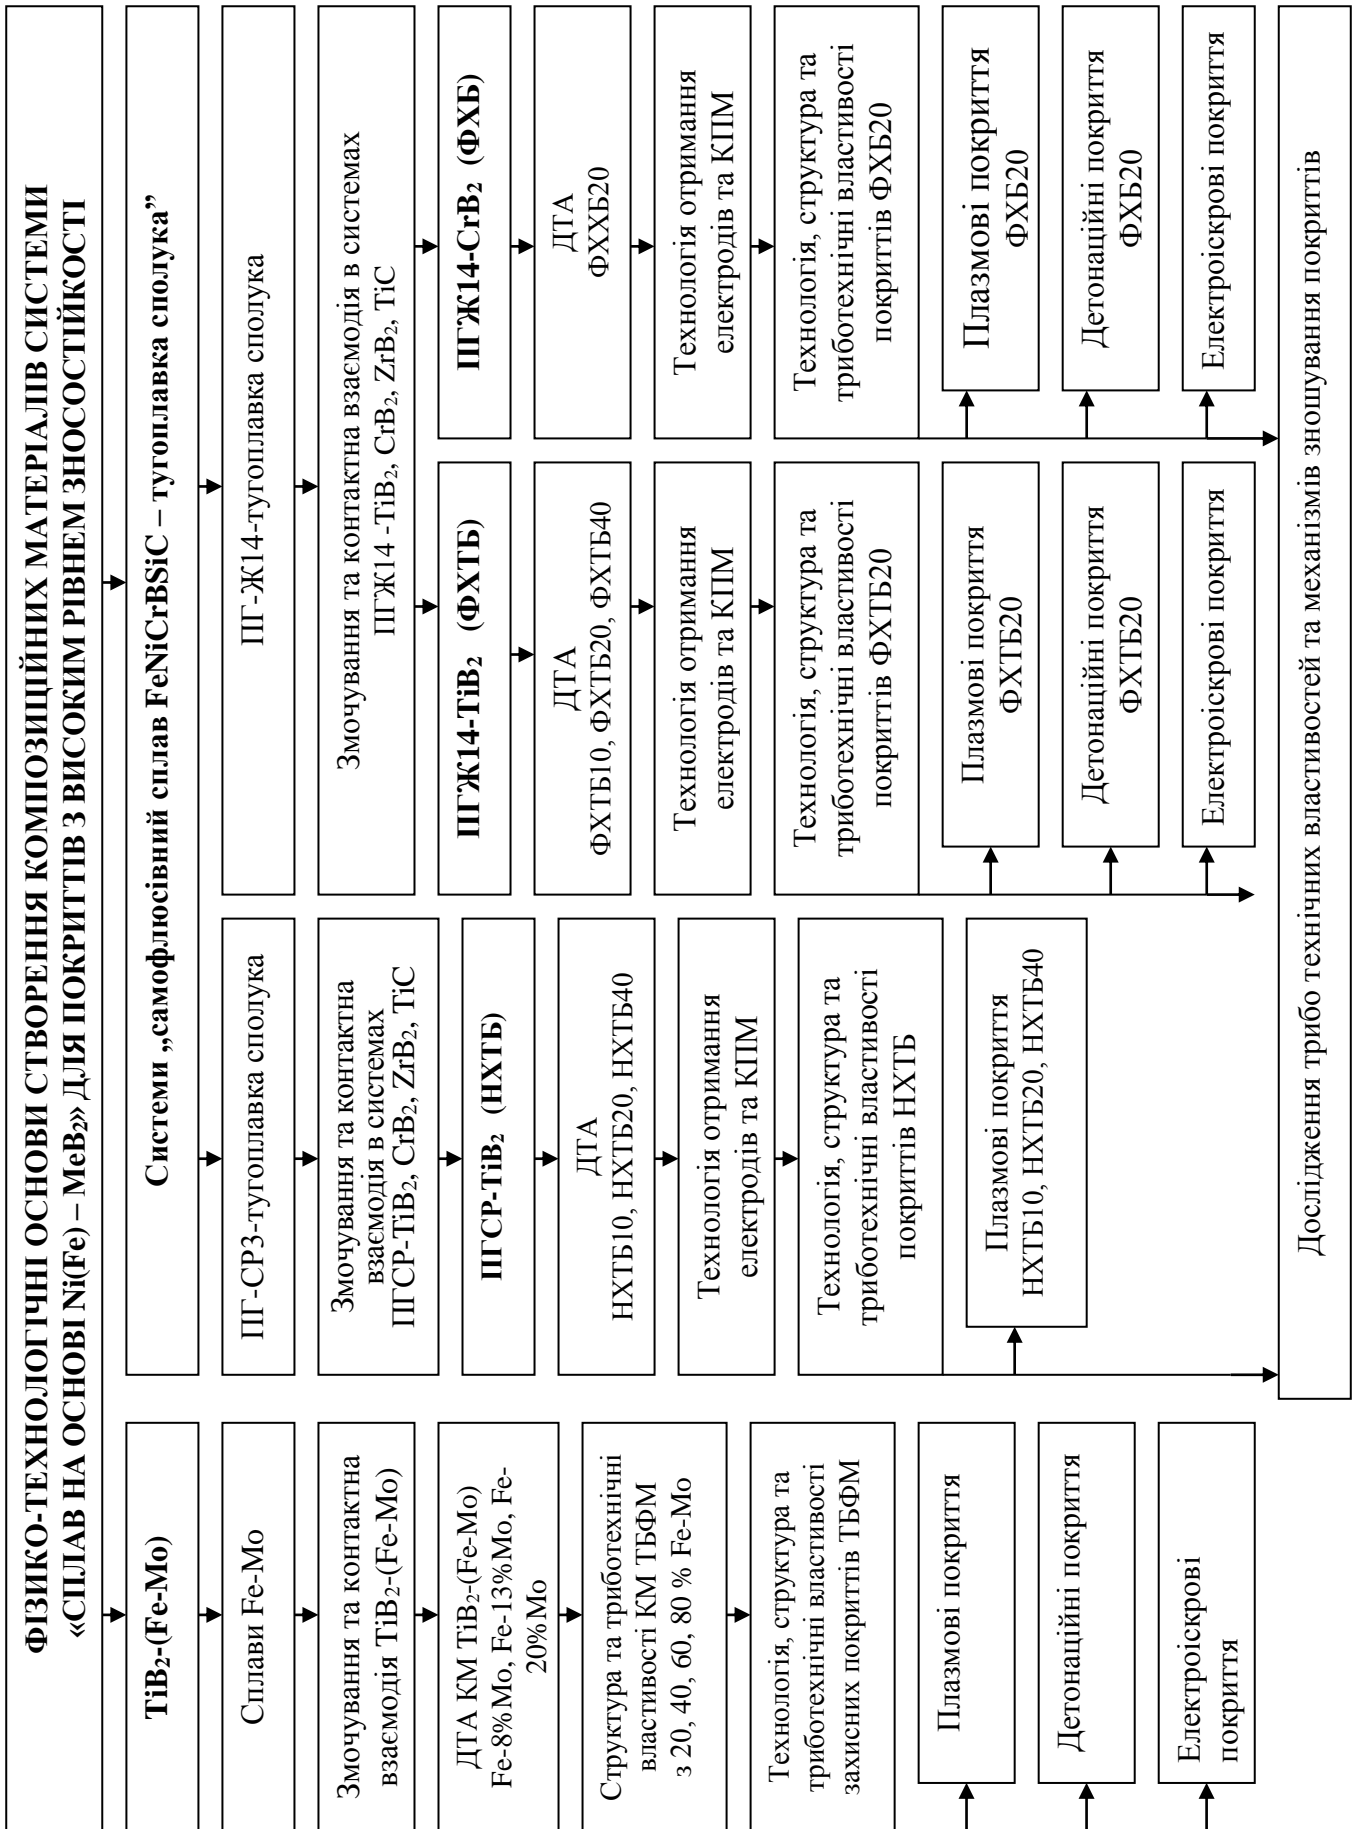 ФІЗИКО-ТЕХНОЛОГІЧНІ ОСНОВИ СТВОРЕННЯ КОМПОЗИЦІЙНИХ МАТЕРІАЛІВ СИСТЕМИ
«СПЛАВ НА ОСНОВІ Ni(Fe) – MeB₂» ДЛЯ ПОКРИТТІВ З ВИСОКИМ РІВНЕМ ЗНОСОСТІЙКОСТІ
TiB₂-(Fe-Mo)
Сплави Fe-Mo
Змочування та контактна
взаємодія TiB₂-(Fe-Mo)
ДТА КМ TiB₂-(Fe-Mo)
Fe-8%Mo, Fe-13%Mo, Fe-
20%Mo
Структура та триботехнічні
властивості КМ ТБФМ
з 20, 40, 60, 80 % Fe-Mo
Технологія, структура та
триботехнічні властивості
захисних покриттів ТБФМ
Плазмові покриття
Детонаційні покриття
Електроіскрові
покриття
Системи „самофлюсівний сплав FeNiCrBSiC – тугоплавка сполука”
ПГ-СР3-тугоплавка сполука
Змочування та контактна
взаємодія в системах
ПГСР-TiB₂, CrB₂, ZrB₂, TiC
ПГСР-TiB₂ (НХТБ)
ДТА
НХТБ10, НХТБ20, НХТБ40
Технологія отримання
електродів та КПМ
Технологія, структура та
триботехнічні властивості
покриттів НХТБ
Плазмові покриття
НХТБ10, НХТБ20, НХТБ40
ПГ-Ж14-тугоплавка сполука
Змочування та контактна взаємодія в системах
ПГЖ14 -TiB₂, CrB₂, ZrB₂, TiC
ПГЖ14-TiB₂ (ФХТБ)
ДТА
ФХТБ10, ФХТБ20, ФХТБ40
Технологія отримання
електродів та КПМ
Технологія, структура та
триботехнічні властивості
покриттів ФХТБ20
Плазмові покриття
ФХТБ20
Детонаційні покриття
ФХТБ20
Електроіскрові покриття
ПГЖ14-CrB₂ (ФХБ)
ДТА
ФХХБ20
Технологія отримання
електродів та КПМ
Технологія, структура та
триботехнічні властивості
покриттів ФХБ20
Плазмові покриття
ФХБ20
Детонаційні покриття
ФХБ20
Електроіскрові покриття
Дослідження трибо технічних властивостей та механізмів зношування покриттів